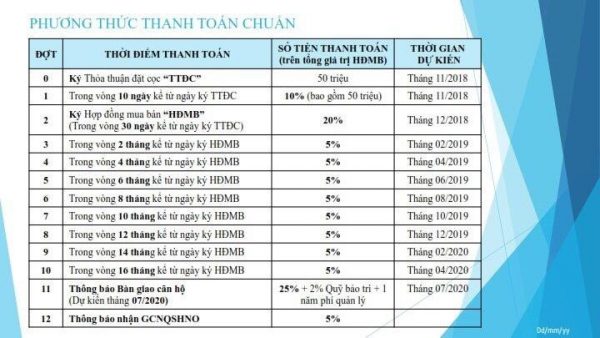 PHƯƠNG THỨC THANH TOÁN CHUẨN
ĐỢT THỜI ĐIỂM THANH TOÁN SỐ TIỀN THANH TOÁN (trên tổng giá trị HĐMB) THỜI GIAN DỰ KIẾN
0 Ký Thỏa thuận đặt cọc “TTĐC” 50 triệu Tháng 11/2018
1 Trong vòng 10 ngày kể từ ngày ký TTĐC 10% (bao gồm 50 triệu) Tháng 11/2018
2 Ký Hợp đồng mua bán “HĐMB” (Trong vòng 30 ngày kể từ ngày ký TTĐC) 20% Tháng 12/2018
3 Trong vòng 2 tháng kể từ ngày ký HĐMB 5% Tháng 02/2019
4 Trong vòng 4 tháng kể từ ngày ký HĐMB 5% Tháng 04/2019
5 Trong vòng 6 tháng kể từ ngày ký HĐMB 5% Tháng 06/2019
6 Trong vòng 8 tháng kể từ ngày ký HĐMB 5% Tháng 08/2019
7 Trong vòng 10 tháng kể từ ngày ký HĐMB 5% Tháng 10/2019
8 Trong vòng 12 tháng kể từ ngày ký HĐMB 5% Tháng 12/2019
9 Trong vòng 14 tháng kể từ ngày ký HĐMB 5% Tháng 02/2020
10 Trong vòng 16 tháng kể từ ngày ký HĐMB 5% Tháng 04/2020
11 Thông báo Bàn giao căn hộ (Dự kiến tháng 07/2020) 25% + 2% Quỹ bảo trì + 1 năm phí quản lý Tháng 07/2020
12 Thông báo nhận GCNQSHNO 5%
Dd/mm/yy